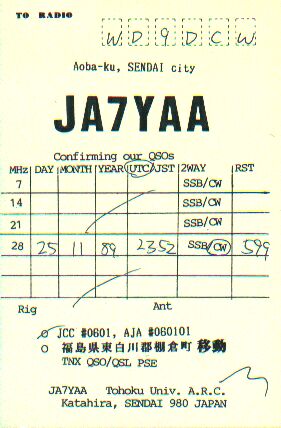 TO RADIO
WD9DCW
Aoba-ku, SENDAI city
JA7YAA
Confirming our QSOs
MHz DAY MONTH YEAR UTC/JST 2WAY RST
7 SSB/CW
14 SSB/CW
21 SSB/CW
28 25 11 89 2352 SSB/CW 599
Rig Ant
JCC #0601, AJA #060101
福島県東白川郡棚倉町 移動
TNX QSO/QSL PSE
JA7YAA Tohoku Univ. A.R.C.
Katahira, SENDAI 980 JAPAN